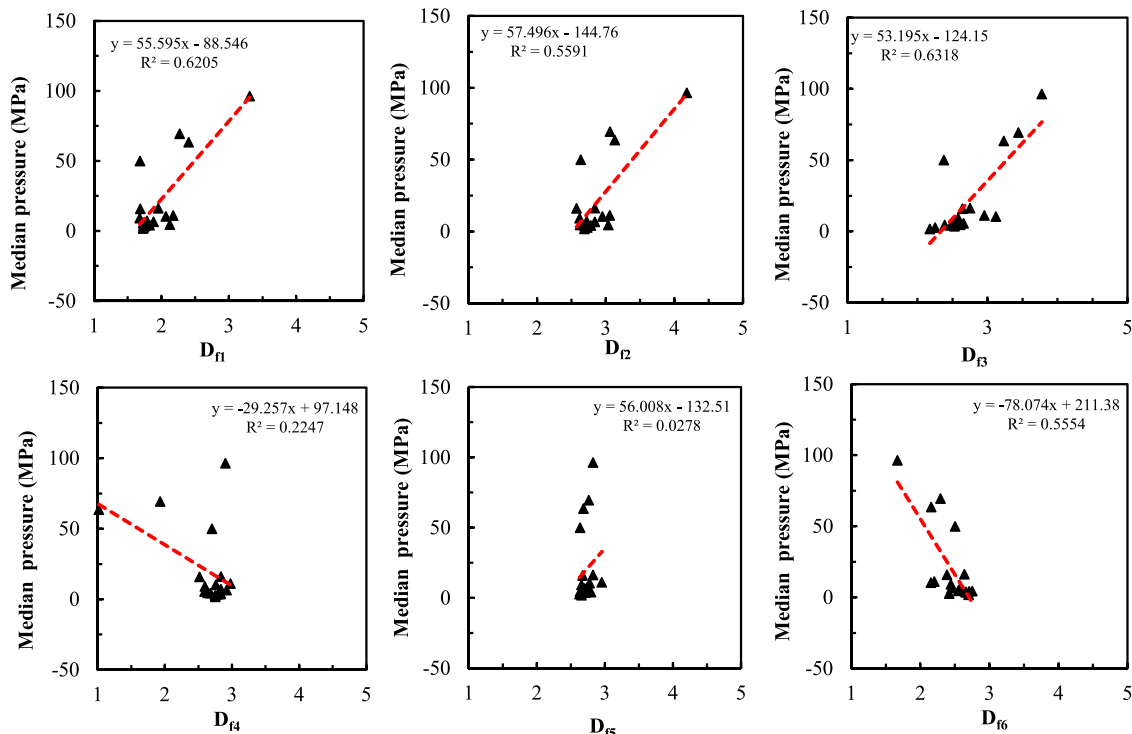 150
100
50
0
-50
Median pressure (MPa)
y = 55.595x - 88.546
R² = 0.6205
1 2 3 4 5
Df1
150
100
50
0
-50
Median pressure (MPa)
y = 57.496x - 144.76
R² = 0.5591
1 2 3 4 5
Df2
150
100
50
0
-50
Median pressure (MPa)
y = 53.195x - 124.15
R² = 0.6318
1 3 5
Df3
150
100
50
0
-50
Median pressure (MPa)
y = -29.257x + 97.148
R² = 0.2247
1 2 3 4 5
Df4
150
100
50
0
-50
Median pressure (MPa)
y = 56.008x - 132.51
R² = 0.0278
1 2 3 4 5
Df5
150
100
50
0
-50
Median pressure (MPa)
y = -78.074x + 211.38
R² = 0.5554
1 2 3 4 5
Df6